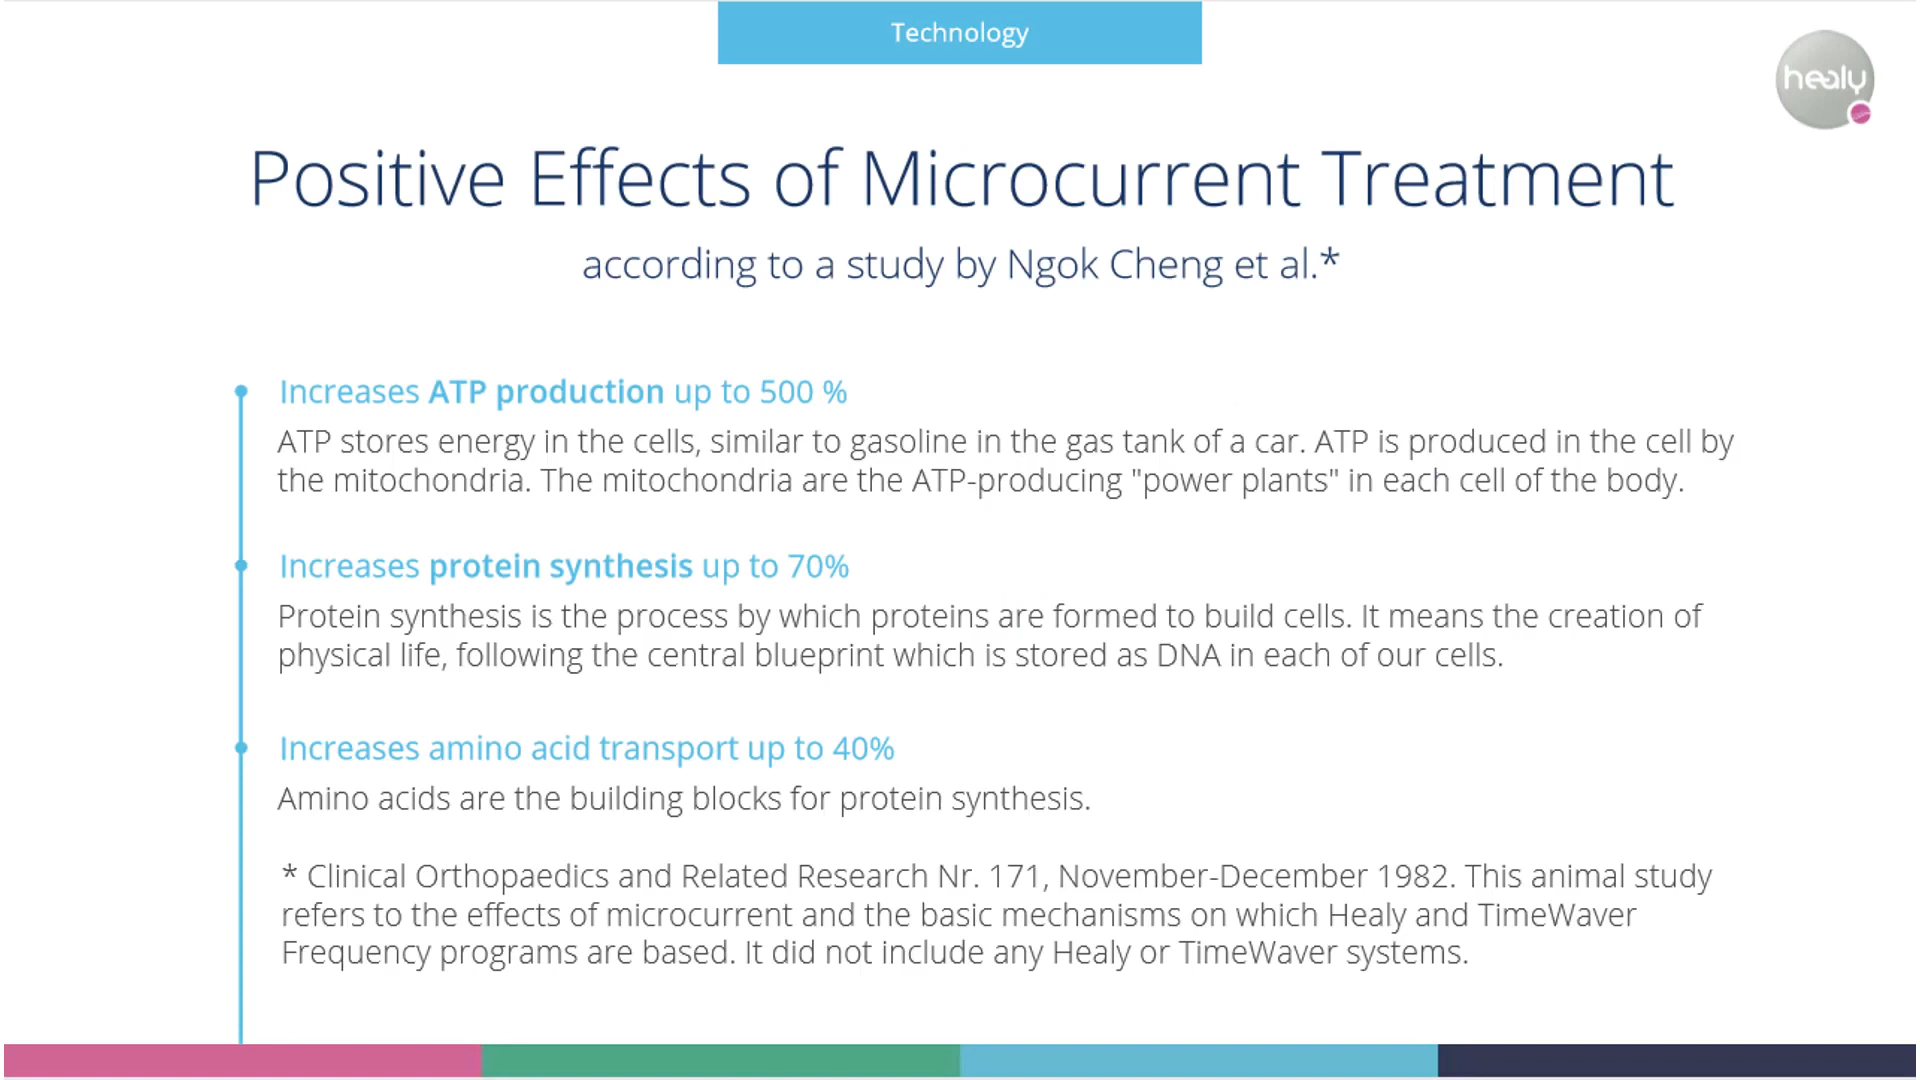 Technology
healy
Positive Effects of Microcurrent Treatment
according to a study by Ngok Cheng et al.*
Increases ATP production up to 500 %
ATP stores energy in the cells, similar to gasoline in the gas tank of a car. ATP is produced in the cell by
the mitochondria. The mitochondria are the ATP-producing "power plants" in each cell of the body.
Increases protein synthesis up to 70%
Protein synthesis is the process by which proteins are formed to build cells. It means the creation of
physical life, following the central blueprint which is stored as DNA in each of our cells.
Increases amino acid transport up to 40%
Amino acids are the building blocks for protein synthesis.
* Clinical Orthopaedics and Related Research Nr. 171, November-December 1982. This animal study
refers to the effects of microcurrent and the basic mechanisms on which Healy and TimeWaver
Frequency programs are based. It did not include any Healy or TimeWaver systems.